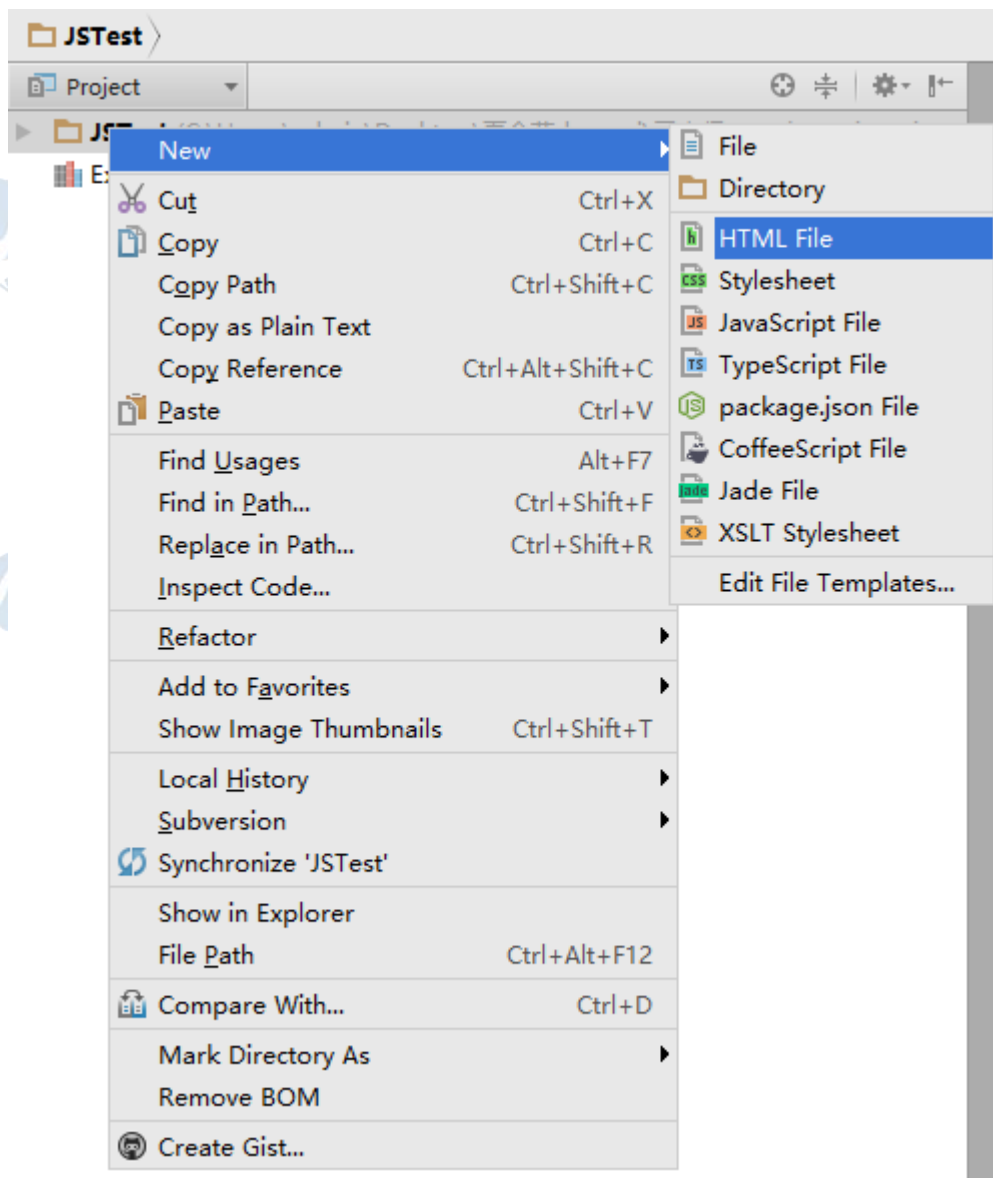 JSTest
Project
New
Cut Ctrl+X
Copy Ctrl+C
Copy Path Ctrl+Shift+C
Copy as Plain Text
Copy Reference Ctrl+Alt+Shift+C
Paste Ctrl+V
Find Usages Alt+F7
Find in Path... Ctrl+Shift+F
Replace in Path... Ctrl+Shift+R
Inspect Code...
Refactor
Add to Favorites
Show Image Thumbnails Ctrl+Shift+T
Local History
Subversion
Synchronize 'JSTest'
Show in Explorer
File Path Ctrl+Alt+F12
Compare With... Ctrl+D
Mark Directory As
Remove BOM
Create Gist...
File
Directory
HTML File
Stylesheet
JavaScript File
TypeScript File
package.json File
CoffeeScript File
Jade File
XSLT Stylesheet
Edit File Templates...